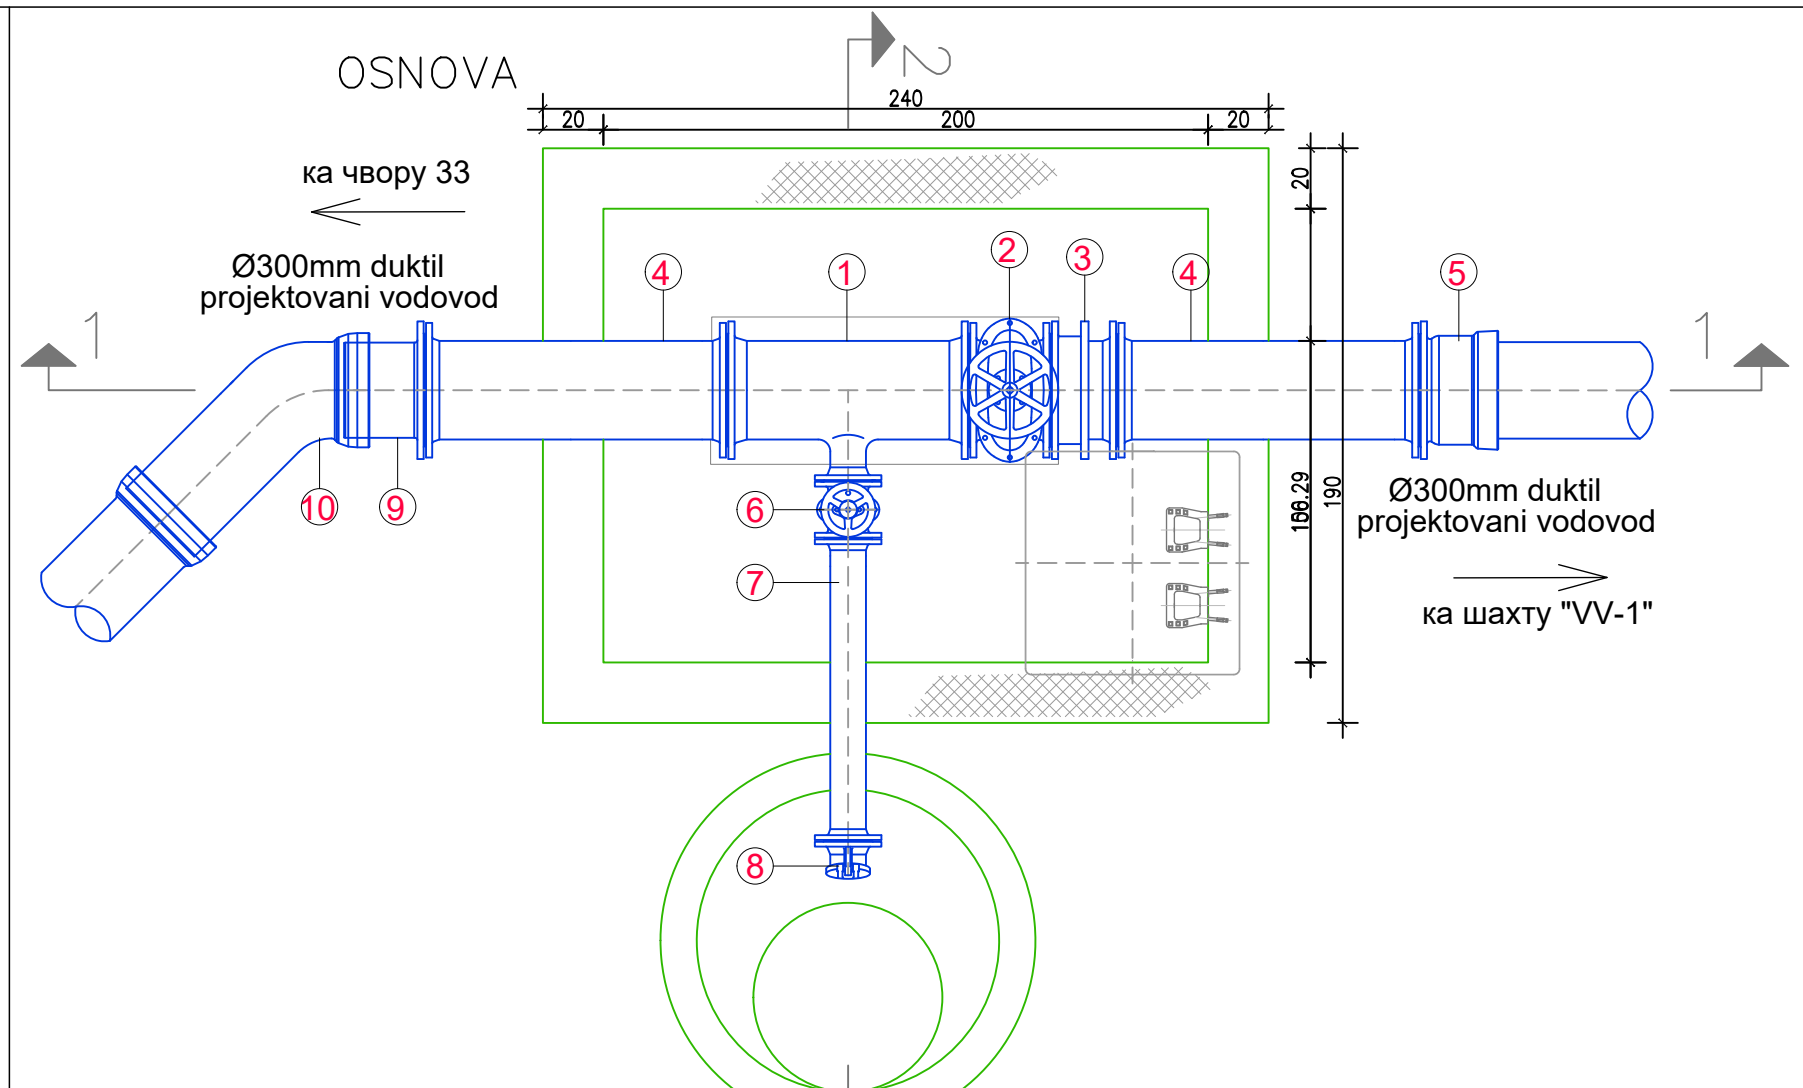 OSNOVA
2
240
20
200
20
ка чвору 33
20
Ø300mm duktil
projektovani vodovod
4
1
2
3
4
5
1
1
190
10
9
6
Ø300mm duktil
projektovani vodovod
7
ка шахту "VV-1"
8